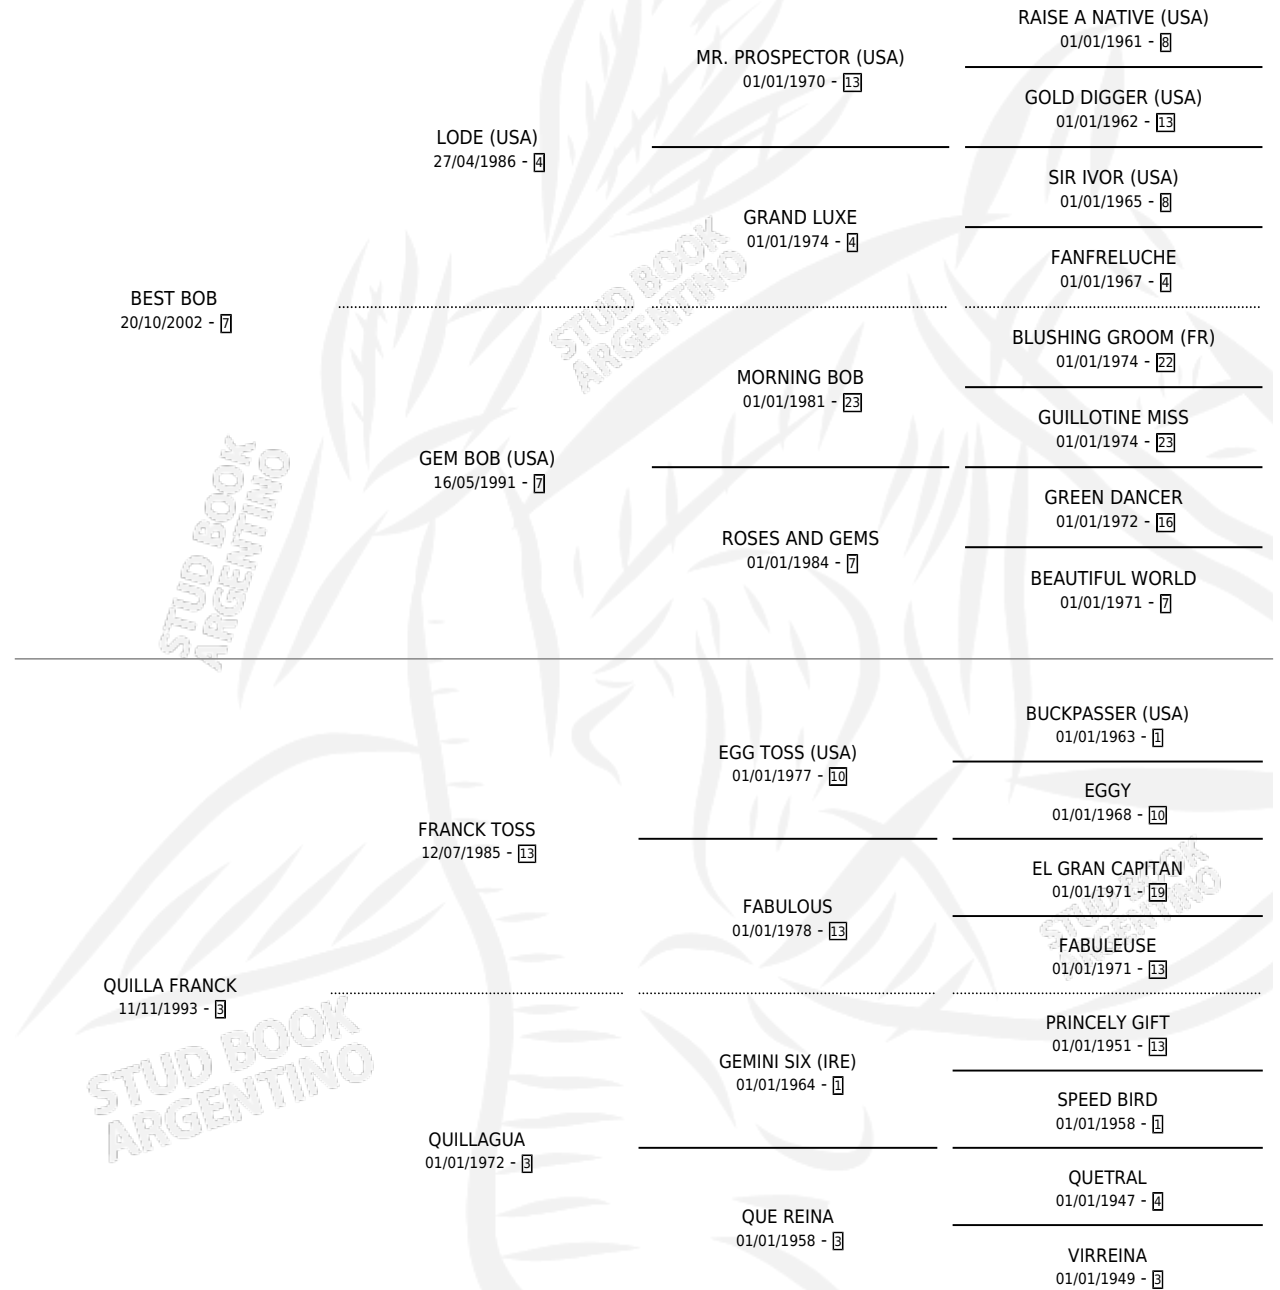 RAISE A NATIVE (USA)
01/01/1961 - 8
MR. PROSPECTOR (USA)
01/01/1970 - 13
GOLD DIGGER (USA)
01/01/1962 - 13
LODE (USA)
27/04/1986 - 4
SIR IVOR (USA)
01/01/1965 - 8
GRAND LUXE
01/01/1974 - 4
FANFRELUCHE
01/01/1967 - 4
BEST BOB
20/10/2002 - 7
BLUSHING GROOM (FR)
01/01/1974 - 22
MORNING BOB
01/01/1981 - 23
GUILLOTINE MISS
01/01/1974 - 23
GEM BOB (USA)
16/05/1991 - 7
GREEN DANCER
01/01/1972 - 16
ROSES AND GEMS
01/01/1984 - 7
BEAUTIFUL WORLD
01/01/1971 - 7
STUD BOOK
ARGENTINO
STUD BOOK
ARGENTINO
BUCKPASSER (USA)
01/01/1963 - 1
EGG TOSS (USA)
01/01/1977 - 10
EGGY
01/01/1968 - 10
FRANCK TOSS
12/07/1985 - 13
EL GRAN CAPITAN
01/01/1971 - 19
FABULOUS
01/01/1978 - 13
FABULEUSE
01/01/1971 - 13
QUILLA FRANCK
11/11/1993 - 3
PRINCELY GIFT
01/01/1951 - 13
GEMINI SIX (IRE)
01/01/1964 - 1
SPEED BIRD
01/01/1958 - 1
QUILLAGUA
01/01/1972 - 3
QUETRAL
01/01/1947 - 4
QUE REINA
01/01/1958 - 3
VIRREINA
01/01/1949 - 3
STUD BOOK
ARGENTINO
STUD BOOK
ARGENTINO